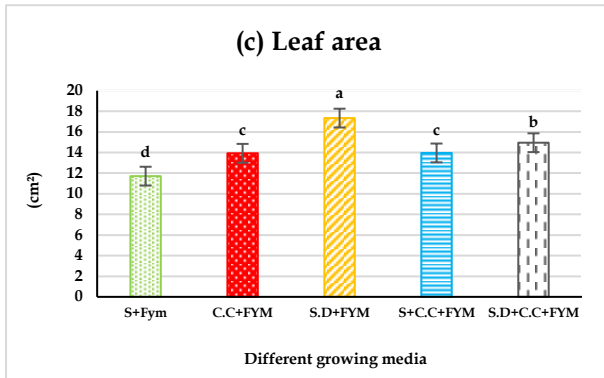 (c) Leaf area
(cm²)
20
18
16
14
12
10
8
6
4
2
0
d
c
a
c
b
S+Fym C.C+FYM S.D+FYM S+C.C+FYM S.D+C.C+FYM
Different growing media